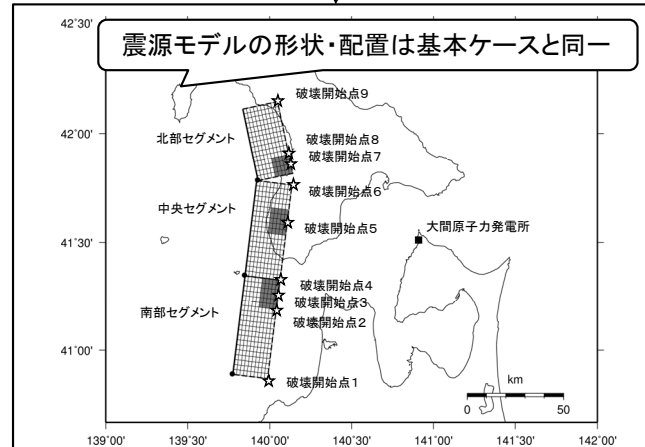 震源モデルの形状・配置は基本ケースと同一
42°30'
42°00'
41°30'
41°00'
破壊開始点9
北部セグメント
破壊開始点8
破壊開始点7
破壊開始点6
中央セグメント
破壊開始点5
大間原子力発電所
破壊開始点4
破壊開始点3
南部セグメント
破壊開始点2
破壊開始点1
km
0 50
139°00' 139°30' 140°00' 140°30' 141°00' 141°30' 142°00'